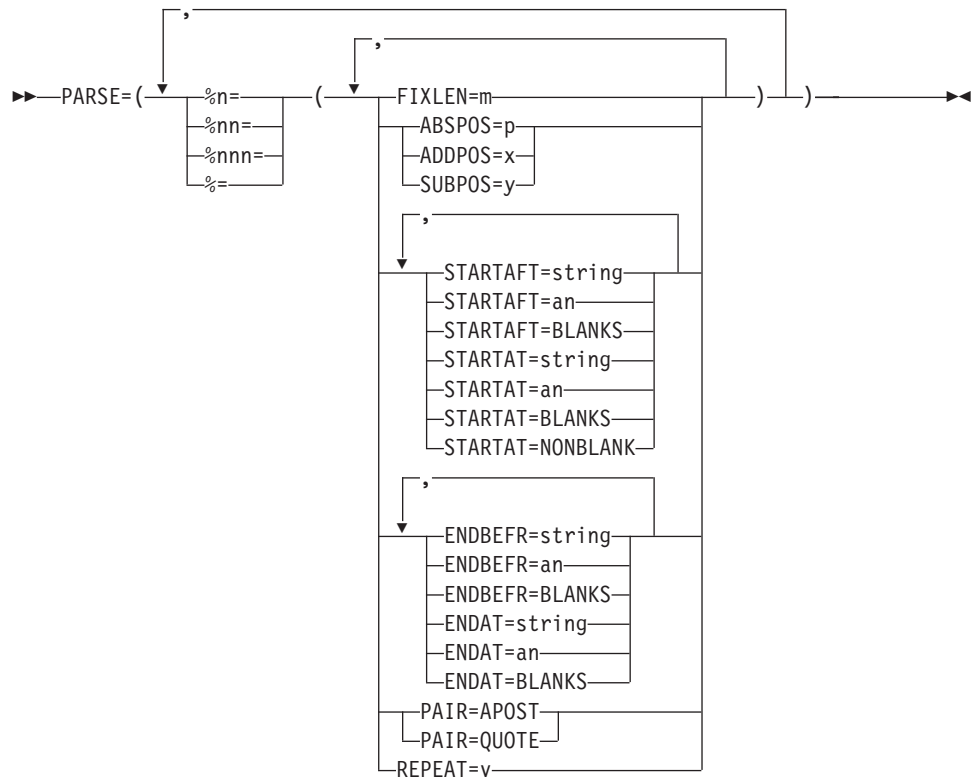 ,
,
PARSE=( %n= ( FIXLEN=m ) )
%nn= ABSPOS=p
%nnn= ADDPOS=x
%= SUBPOS=y
,
STARTAFT=string
STARTAFT=an
STARTAFT=BLANKS
STARTAT=string
STARTAT=an
STARTAT=BLANKS
STARTAT=NONBLANK
,
ENDBEFR=string
ENDBEFR=an
ENDBEFR=BLANKS
ENDAT=string
ENDAT=an
ENDAT=BLANKS
PAIR=APOST
PAIR=QUOTE
REPEAT=v